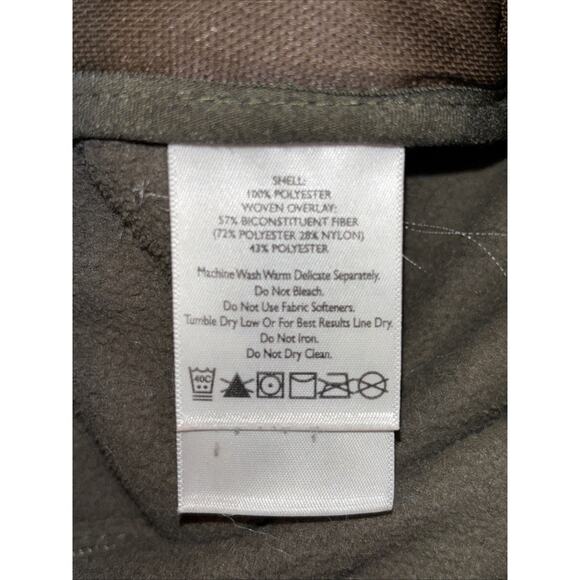 SHELL:
100% POLYESTER
WOVEN OVERLAY:
57% BICONSTITUENT FIBER
(72% POLYESTER 28% NYLON)
43% POLYESTER
Machine Wash Warm Delicate Separately.
Do Not Bleach.
Do Not Use Fabric Softeners.
Tumble Dry Low Or For Best Results Line Dry.
Do Not Iron.
Do Not Dry Clean.
40C